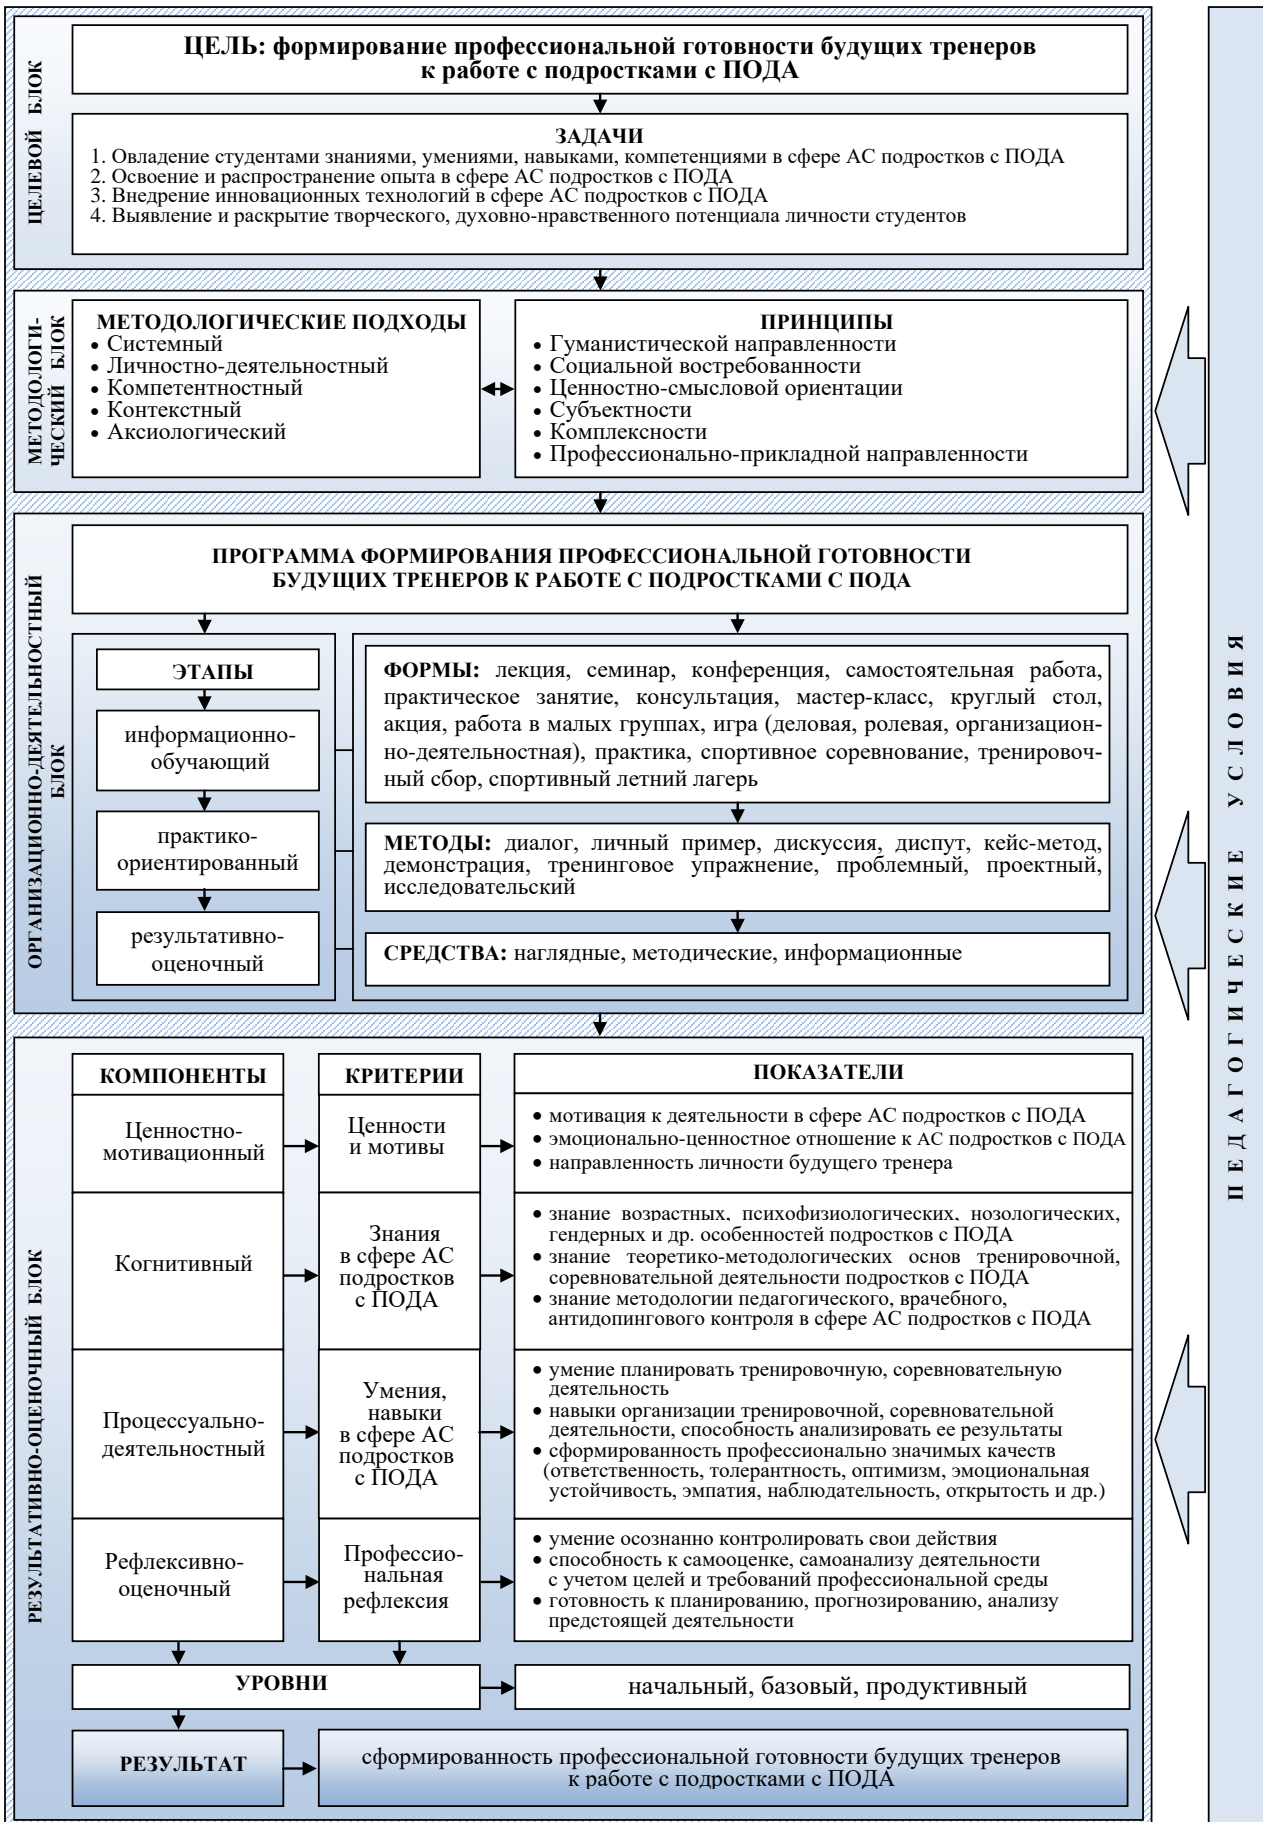 ЦЕЛЕВОЙ БЛОК
ЦЕЛЬ: формирование профессиональной готовности будущих тренеров
к работе с подростками с ПОДА
ЗАДАЧИ
1. Овладение студентами знаниями, умениями, навыками, компетенциями в сфере АС подростков с ПОДА
2. Освоение и распространение опыта в сфере АС подростков с ПОДА
3. Внедрение инновационных технологий в сфере АС подростков с ПОДА
4. Выявление и раскрытие творческого, духовно-нравственного потенциала личности студентов
МЕТОДОЛОГИ-
ЧЕСКИЙ БЛОК
МЕТОДОЛОГИЧЕСКИЕ ПОДХОДЫ
• Системный
• Личностно-деятельностный
• Компетентностный
• Контекстный
• Аксиологический
ПРИНЦИПЫ
• Гуманистической направленности
• Социальной востребованности
• Ценностно-смысловой ориентации
• Субъектности
• Комплексности
• Профессионально-прикладной направленности
ОРГАНИЗАЦИОННО-ДЕЯТЕЛЬНОСТНЫЙ
БЛОК
ПРОГРАММА ФОРМИРОВАНИЯ ПРОФЕССИОНАЛЬНОЙ ГОТОВНОСТИ
БУДУЩИХ ТРЕНЕРОВ К РАБОТЕ С ПОДРОСТКАМИ С ПОДА
ЭТАПЫ
информационно-
обучающий
практико-
ориентированный
результативно-
оценочный
ФОРМЫ: лекция, семинар, конференция, самостоятельная работа,
практическое занятие, консультация, мастер-класс, круглый стол,
акция, работа в малых группах, игра (деловая, ролевая, организацион-
но-деятельностная), практика, спортивное соревнование, тренировоч-
ный сбор, спортивный летний лагерь
МЕТОДЫ: диалог, личный пример, дискуссия, диспут, кейс-метод,
демонстрация, тренинговое упражнение, проблемный, проектный,
исследовательский
СРЕДСТВА: наглядные, методические, информационные
РЕЗУЛЬТАТИВНО-ОЦЕНОЧНЫЙ БЛОК
КОМПОНЕНТЫ
КРИТЕРИИ
ПОКАЗАТЕЛИ
Ценностно-
мотивационный
Ценности
и мотивы
• мотивация к деятельности в сфере АС подростков с ПОДА
• эмоционально-ценностное отношение к АС подростков с ПОДА
• направленность личности будущего тренера
Когнитивный
Знания
в сфере АС
подростков
с ПОДА
• знание возрастных, психофизиологических, нозологических,
гендерных и др. особенностей подростков с ПОДА
• знание теоретико-методологических основ тренировочной,
соревновательной деятельности подростков с ПОДА
• знание методологии педагогического, врачебного,
антидопингового контроля в сфере АС подростков с ПОДА
Процессуально-
деятельностный
Умения,
навыки
в сфере АС
подростков
с ПОДА
• умение планировать тренировочную, соревновательную
деятельность
• навыки организации тренировочной, соревновательной
деятельности, способность анализировать ее результаты
• сформированность профессионально значимых качеств
(ответственность, толерантность, оптимизм, эмоциональная
устойчивость, эмпатия, наблюдательность, открытость и др.)
Рефлексивно-
оценочный
Профессио-
нальная
рефлексия
• умение осознанно контролировать свои действия
• способность к самооценке, самоанализу деятельности
с учетом целей и требований профессиональной среды
• готовность к планированию, прогнозированию, анализу
предстоящей деятельности
УРОВНИ
начальный, базовый, продуктивный
РЕЗУЛЬТАТ
сформированность профессиональной готовности будущих тренеров
к работе с подростками с ПОДА
ПЕДАГОГИЧЕСКИЕ УСЛОВИЯ